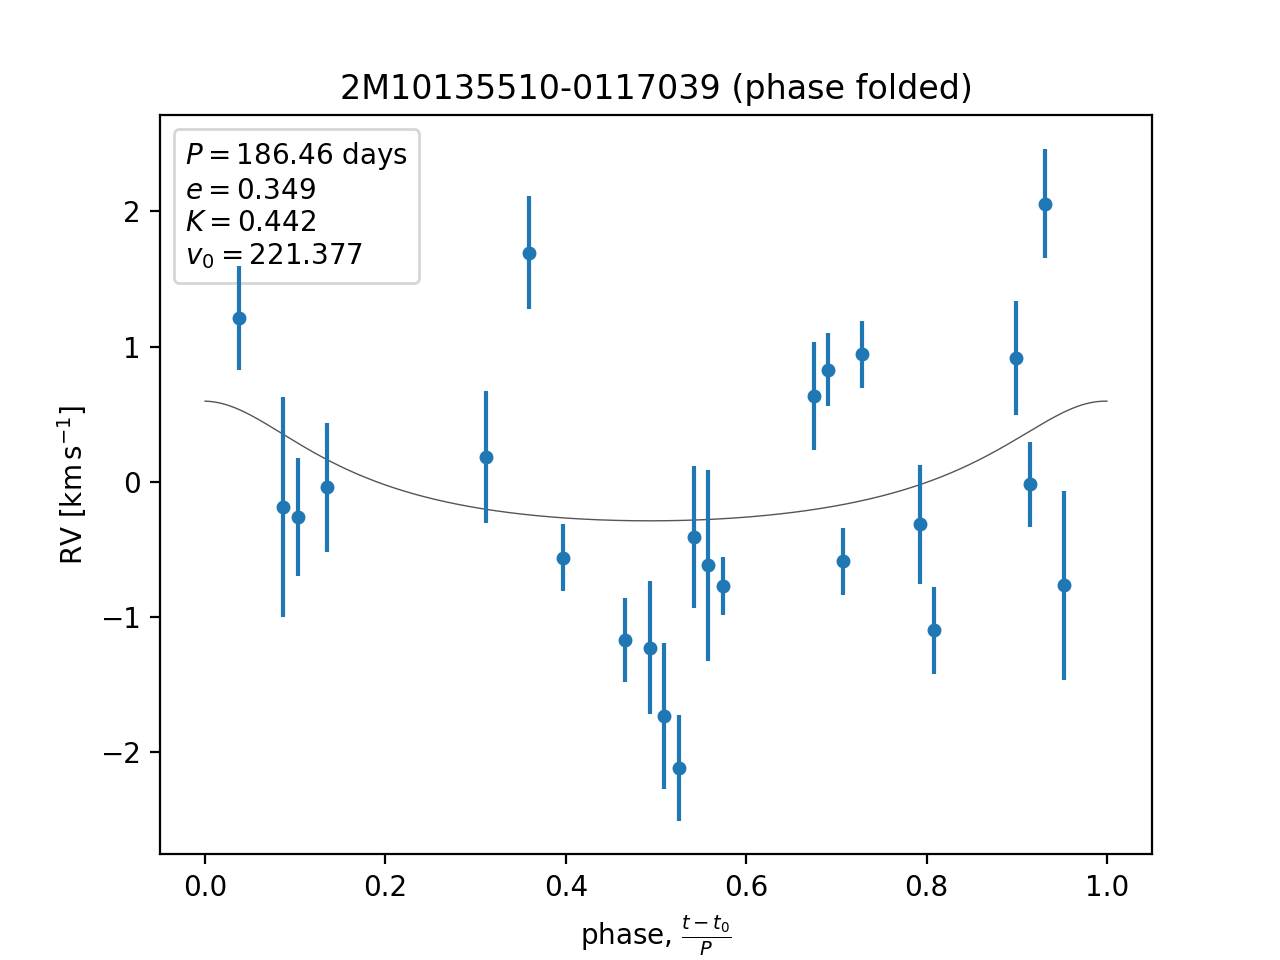 2M10135510-0117039 (phase folded)
P = 186.46 days
e = 0.349
K = 0.442
v₀ = 221.377
RV [km s⁻¹]
2
1
0
−1
−2
0.0 0.2 0.4 0.6 0.8 1.0
phase, (t − t₀)/P